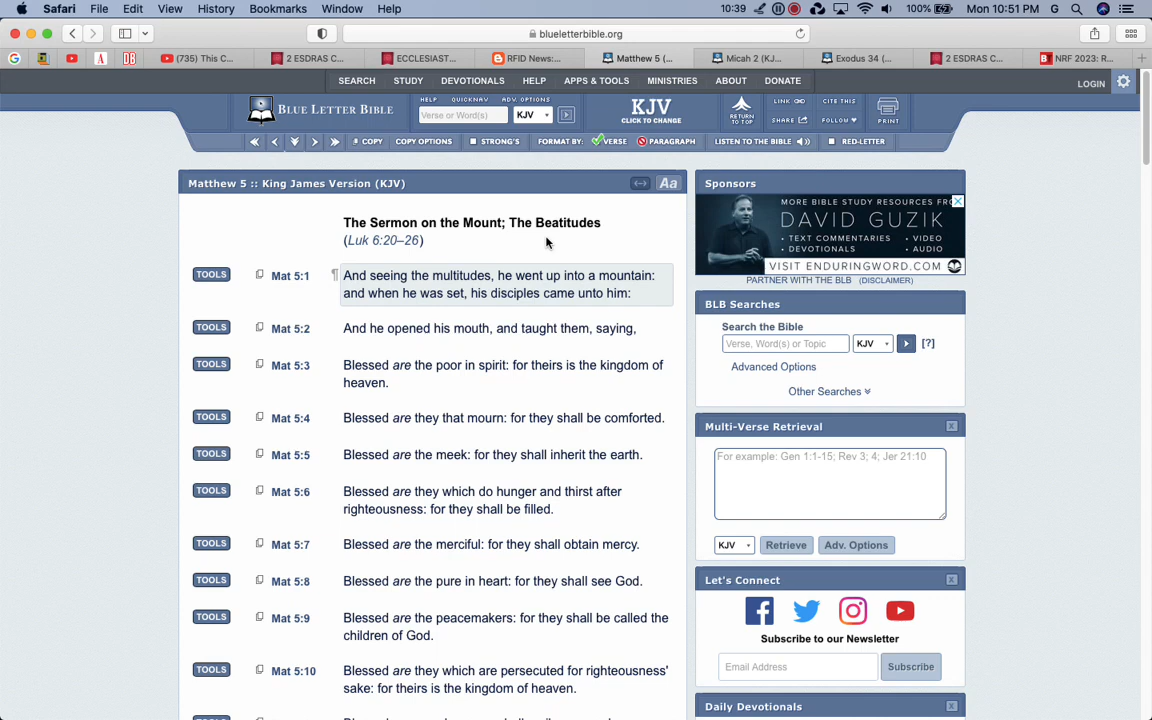 Safari File Edit View History Bookmarks Window Help 10:39 100% Mon 10:51 PM G
blueletterbible.org
(735) This C... 2 ESDRAS C... ECCLESIAST... RFID News:... Matthew 5 (... Micah 2 (KJ... Exodus 34 (... 2 ESDRAS C... NRF 2023: R...
SEARCH STUDY DEVOTIONALS HELP APPS & TOOLS MINISTRIES ABOUT DONATE LOGIN
BLUE LETTER BIBLE
HELP QUICKNAV ADV. OPTIONS
Verse or Word(s) KJV
KJV
CLICK TO CHANGE
RETURN
TO TOP
LINK CITE THIS
SHARE FOLLOW
PRINT
COPY COPY OPTIONS STRONG'S FORMAT BY: VERSE PARAGRAPH LISTEN TO THE BIBLE RED-LETTER
Matthew 5 :: King James Version (KJV) Aa
The Sermon on the Mount; The Beatitudes
(Luk 6:20–26)
TOOLS Mat 5:1 ¶ And seeing the multitudes, he went up into a mountain:
and when he was set, his disciples came unto him:
TOOLS Mat 5:2 And he opened his mouth, and taught them, saying,
TOOLS Mat 5:3 Blessed are the poor in spirit: for theirs is the kingdom of
heaven.
TOOLS Mat 5:4 Blessed are they that mourn: for they shall be comforted.
TOOLS Mat 5:5 Blessed are the meek: for they shall inherit the earth.
TOOLS Mat 5:6 Blessed are they which do hunger and thirst after
righteousness: for they shall be filled.
TOOLS Mat 5:7 Blessed are the merciful: for they shall obtain mercy.
TOOLS Mat 5:8 Blessed are the pure in heart: for they shall see God.
TOOLS Mat 5:9 Blessed are the peacemakers: for they shall be called the
children of God.
TOOLS Mat 5:10 Blessed are they which are persecuted for righteousness'
sake: for theirs is the kingdom of heaven.
Sponsors
MORE BIBLE STUDY RESOURCES FR
DAVID GUZIK
• TEXT COMMENTARIES • VIDEO
• DEVOTIONALS • AUDIO
VISIT ENDURINGWORD.COM
PARTNER WITH THE BLB (DISCLAIMER)
BLB Searches
Search the Bible
Verse, Word(s) or Topic KJV [?]
Advanced Options
Other Searches
Multi-Verse Retrieval X
For example: Gen 1:1-15; Rev 3; 4; Jer 21:10
KJV Retrieve Adv. Options
Let's Connect X
Subscribe to our Newsletter
Email Address Subscribe
Daily Devotionals X